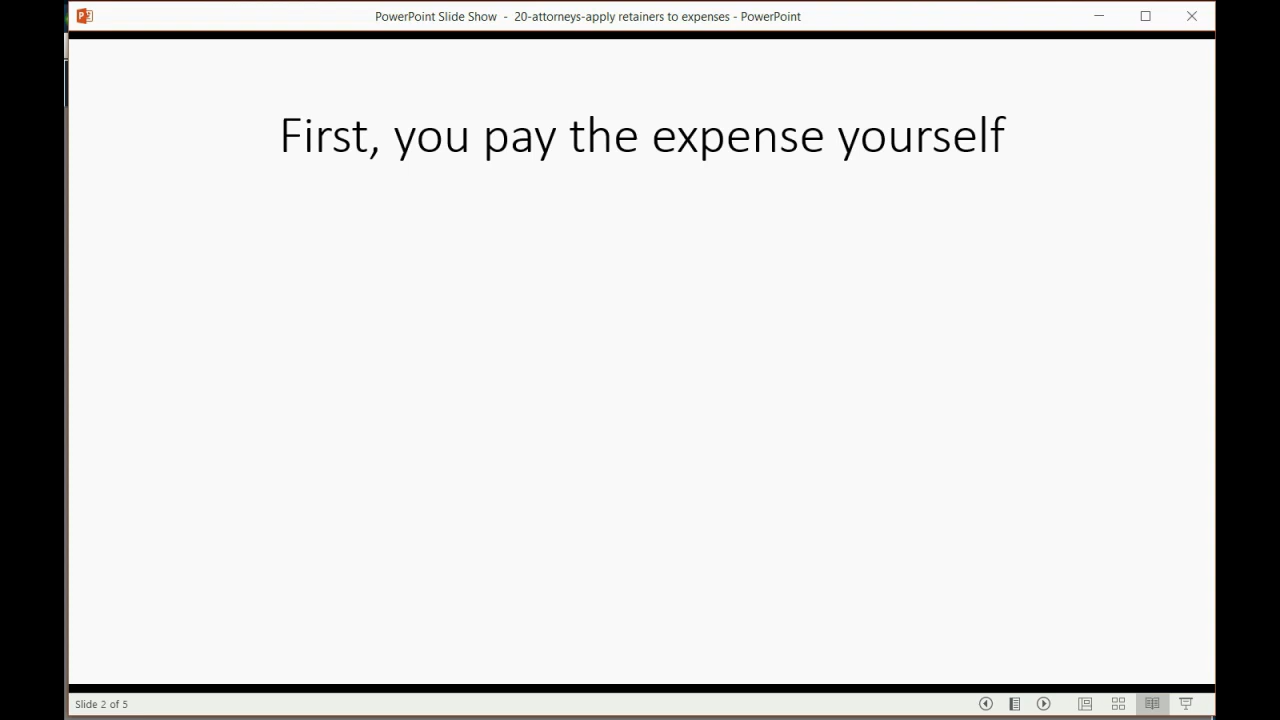 PowerPoint Slide Show - 20-attorneys-apply retainers to expenses - PowerPoint
First, you pay the expense yourself
Slide 2 of 5